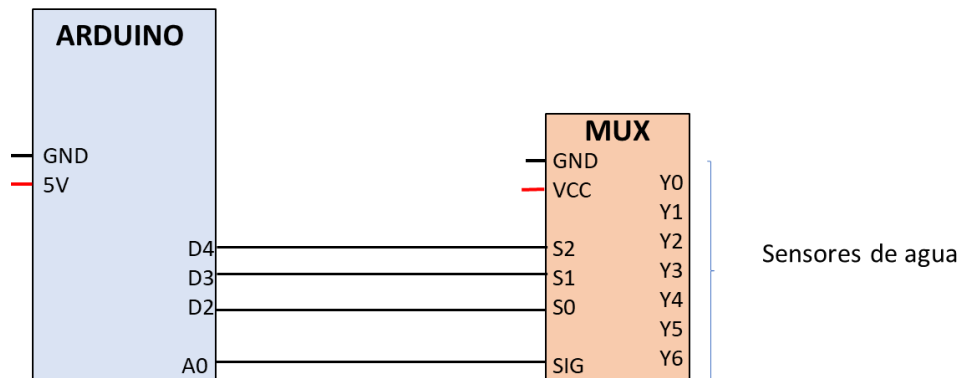 ARDUINO
GND
5V
D4
D3
D2
A0
MUX
GND
VCC
S2
S1
S0
SIG
Y0
Y1
Y2
Y3
Y4
Y5
Y6
Sensores de agua